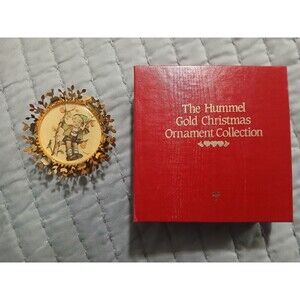 The Hummel
Gold Christmas
Ornament Collection